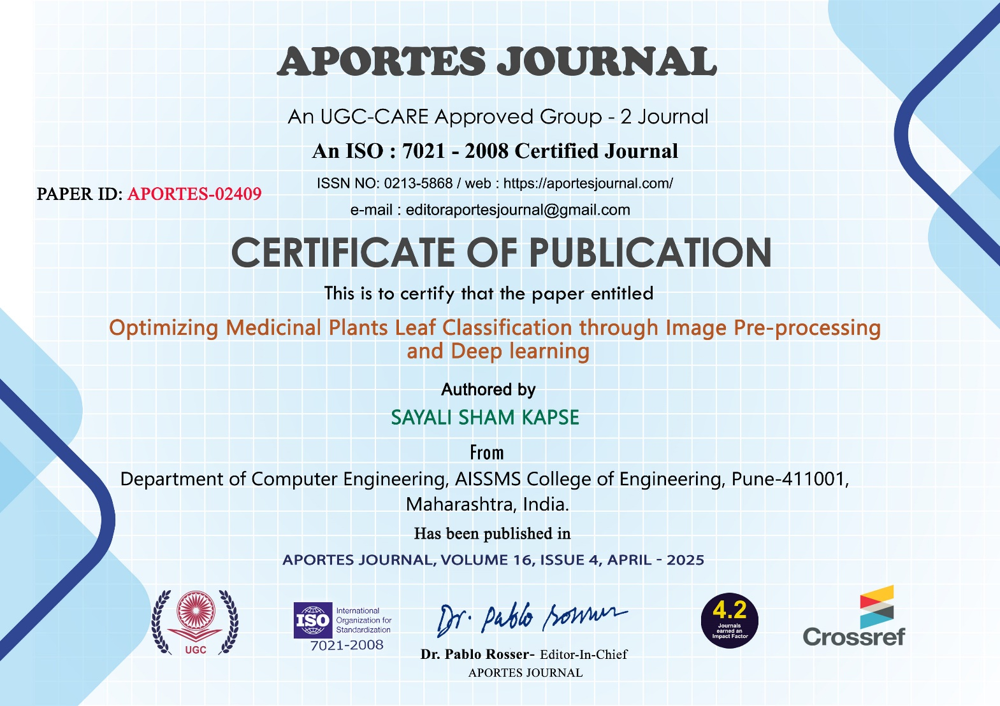 APORTES JOURNAL
An UGC-CARE Approved Group - 2 Journal
An ISO : 7021 - 2008 Certified Journal
ISSN NO: 0213-5868 / web : https://aportesjournal.com/
PAPER ID: APORTES-02409
e-mail : editoraportesjournal@gmail.com
CERTIFICATE OF PUBLICATION
This is to certify that the paper entitled
Optimizing Medicinal Plants Leaf Classification through Image Pre-processing
and Deep learning
Authored by
SAYALI SHAM KAPSE
From
Department of Computer Engineering, AISSMS College of Engineering, Pune-411001,
Maharashtra, India.
Has been published in
APORTES JOURNAL, VOLUME 16, ISSUE 4, APRIL - 2025
UGC
ISO
International
Organization for
Standardization
7021-2008
Dr. Pablo Rosser
Dr. Pablo Rosser- Editor-In-Chief
APORTES JOURNAL
4.2
Journals
earned an
Impact Factor
Crossref